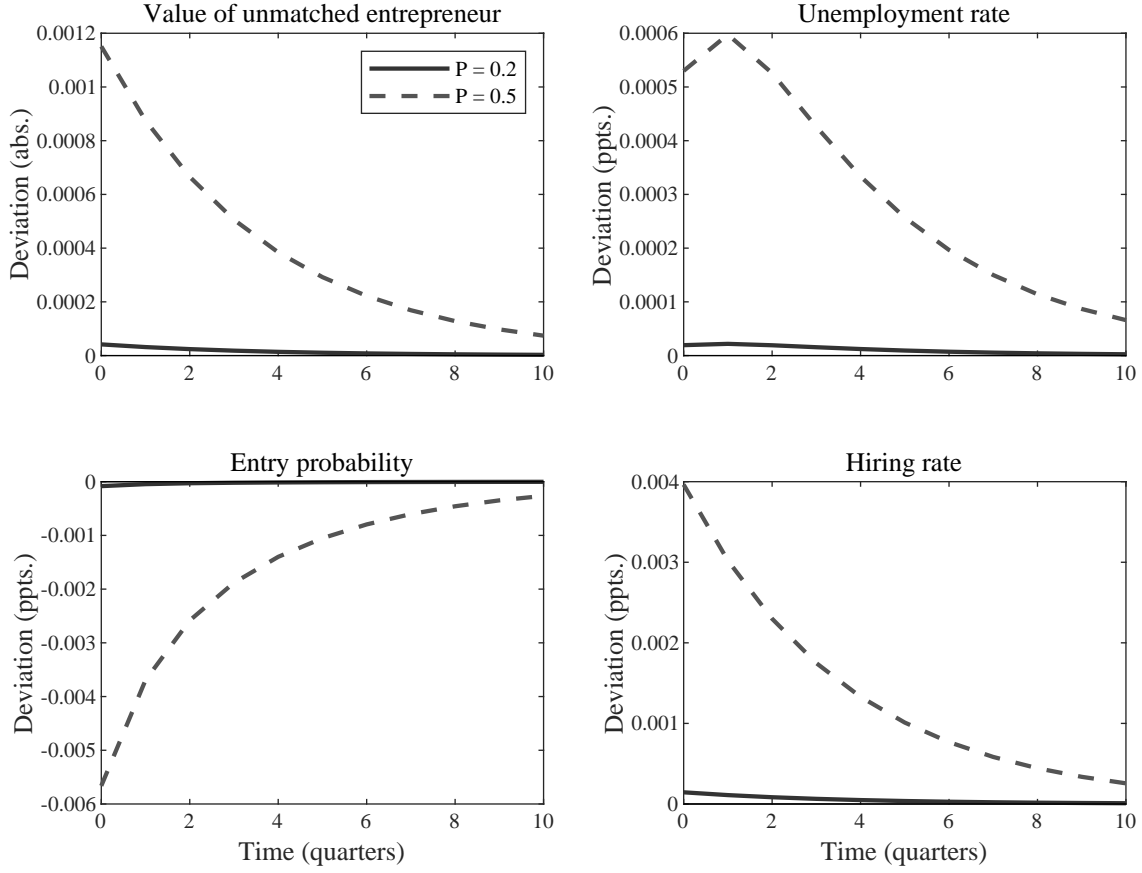 Value of unmatched entrepreneur
Deviation (abs.)
0.0012
0.001
0.0008
0.0006
0.0004
0.0002
0
0 2 4 6 8 10
P = 0.2
P = 0.5
Unemployment rate
Deviation (ppts.)
0.0006
0.0005
0.0004
0.0003
0.0002
0.0001
0
0 2 4 6 8 10
Entry probability
Deviation (ppts.)
0
-0.001
-0.002
-0.003
-0.004
-0.005
-0.006
0 2 4 6 8 10
Time (quarters)
Hiring rate
Deviation (ppts.)
0.004
0.003
0.002
0.001
0
0 2 4 6 8 10
Time (quarters)